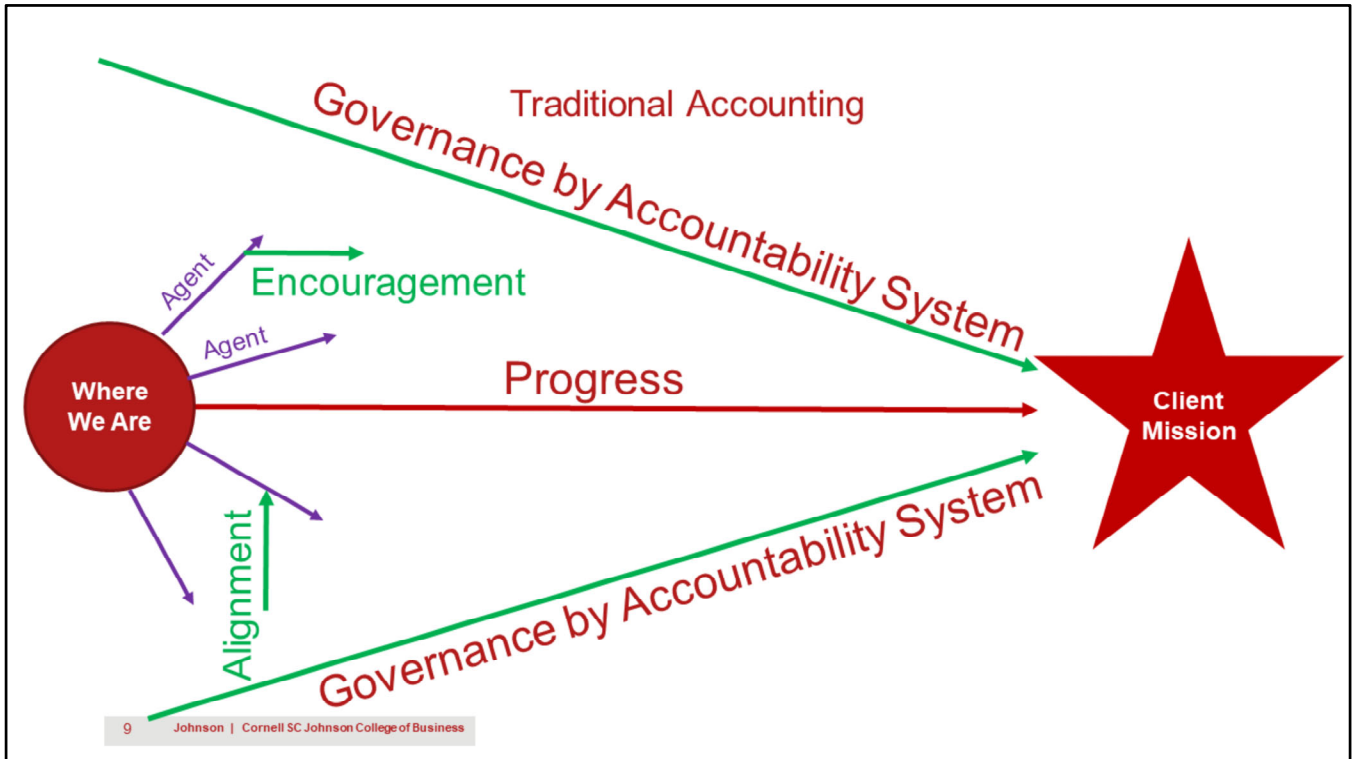 Traditional Accounting
Governance by Accountability System
Agent
Encouragement
Agent
Progress
Where
We Are
Client
Mission
Alignment
Governance by Accountability System
9 Johnson | Cornell SC Johnson College of Business